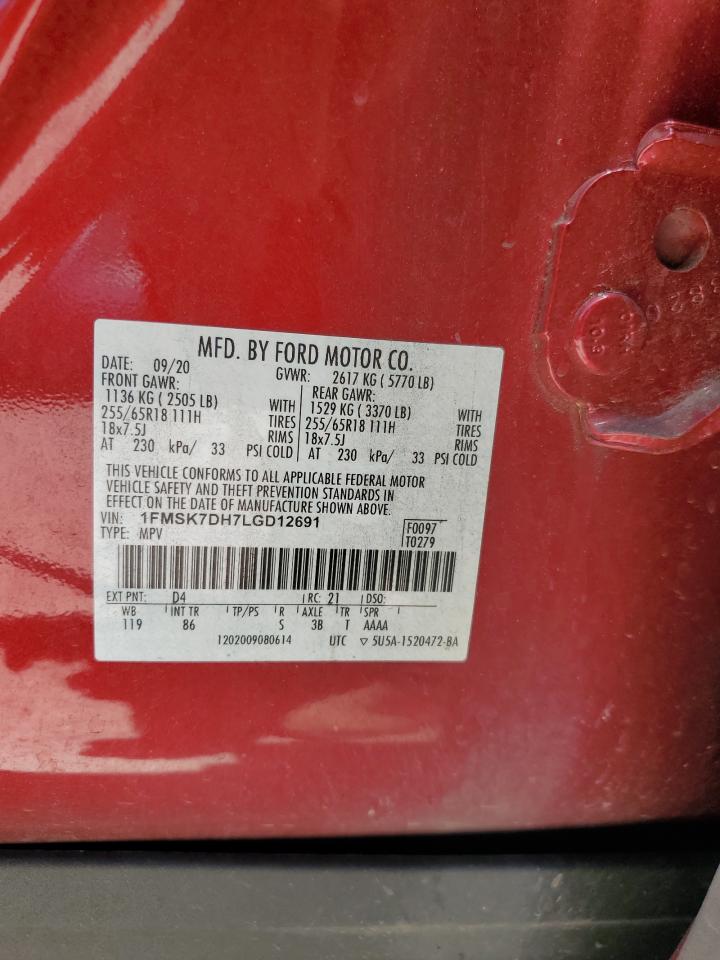 MFD. BY FORD MOTOR CO.
DATE: 09/20 GVWR: 2617 KG ( 5770 LB)
FRONT GAWR: REAR GAWR:
1136 KG ( 2505 LB) WITH 1529 KG ( 3370 LB) WITH
255/65R18 111H TIRES 255/65R18 111H TIRES
18x7.5J RIMS 18x7.5J RIMS
AT 230 kPa/ 33 PSI COLD AT 230 kPa/ 33 PSI COLD
THIS VEHICLE CONFORMS TO ALL APPLICABLE FEDERAL MOTOR
VEHICLE SAFETY AND THEFT PREVENTION STANDARDS IN
EFFECT ON THE DATE OF MANUFACTURE SHOWN ABOVE.
VIN: 1FMSK7DH7LGD12691 F0097
TYPE: MPV T0279
EXT PNT: D4 RC: 21 DSO:
WB INT TR TP/PS R AXLE TR SPR
119 86 S 3B T AAAA
1202009080614 UTC ▽ 5U5A-1520472-BA